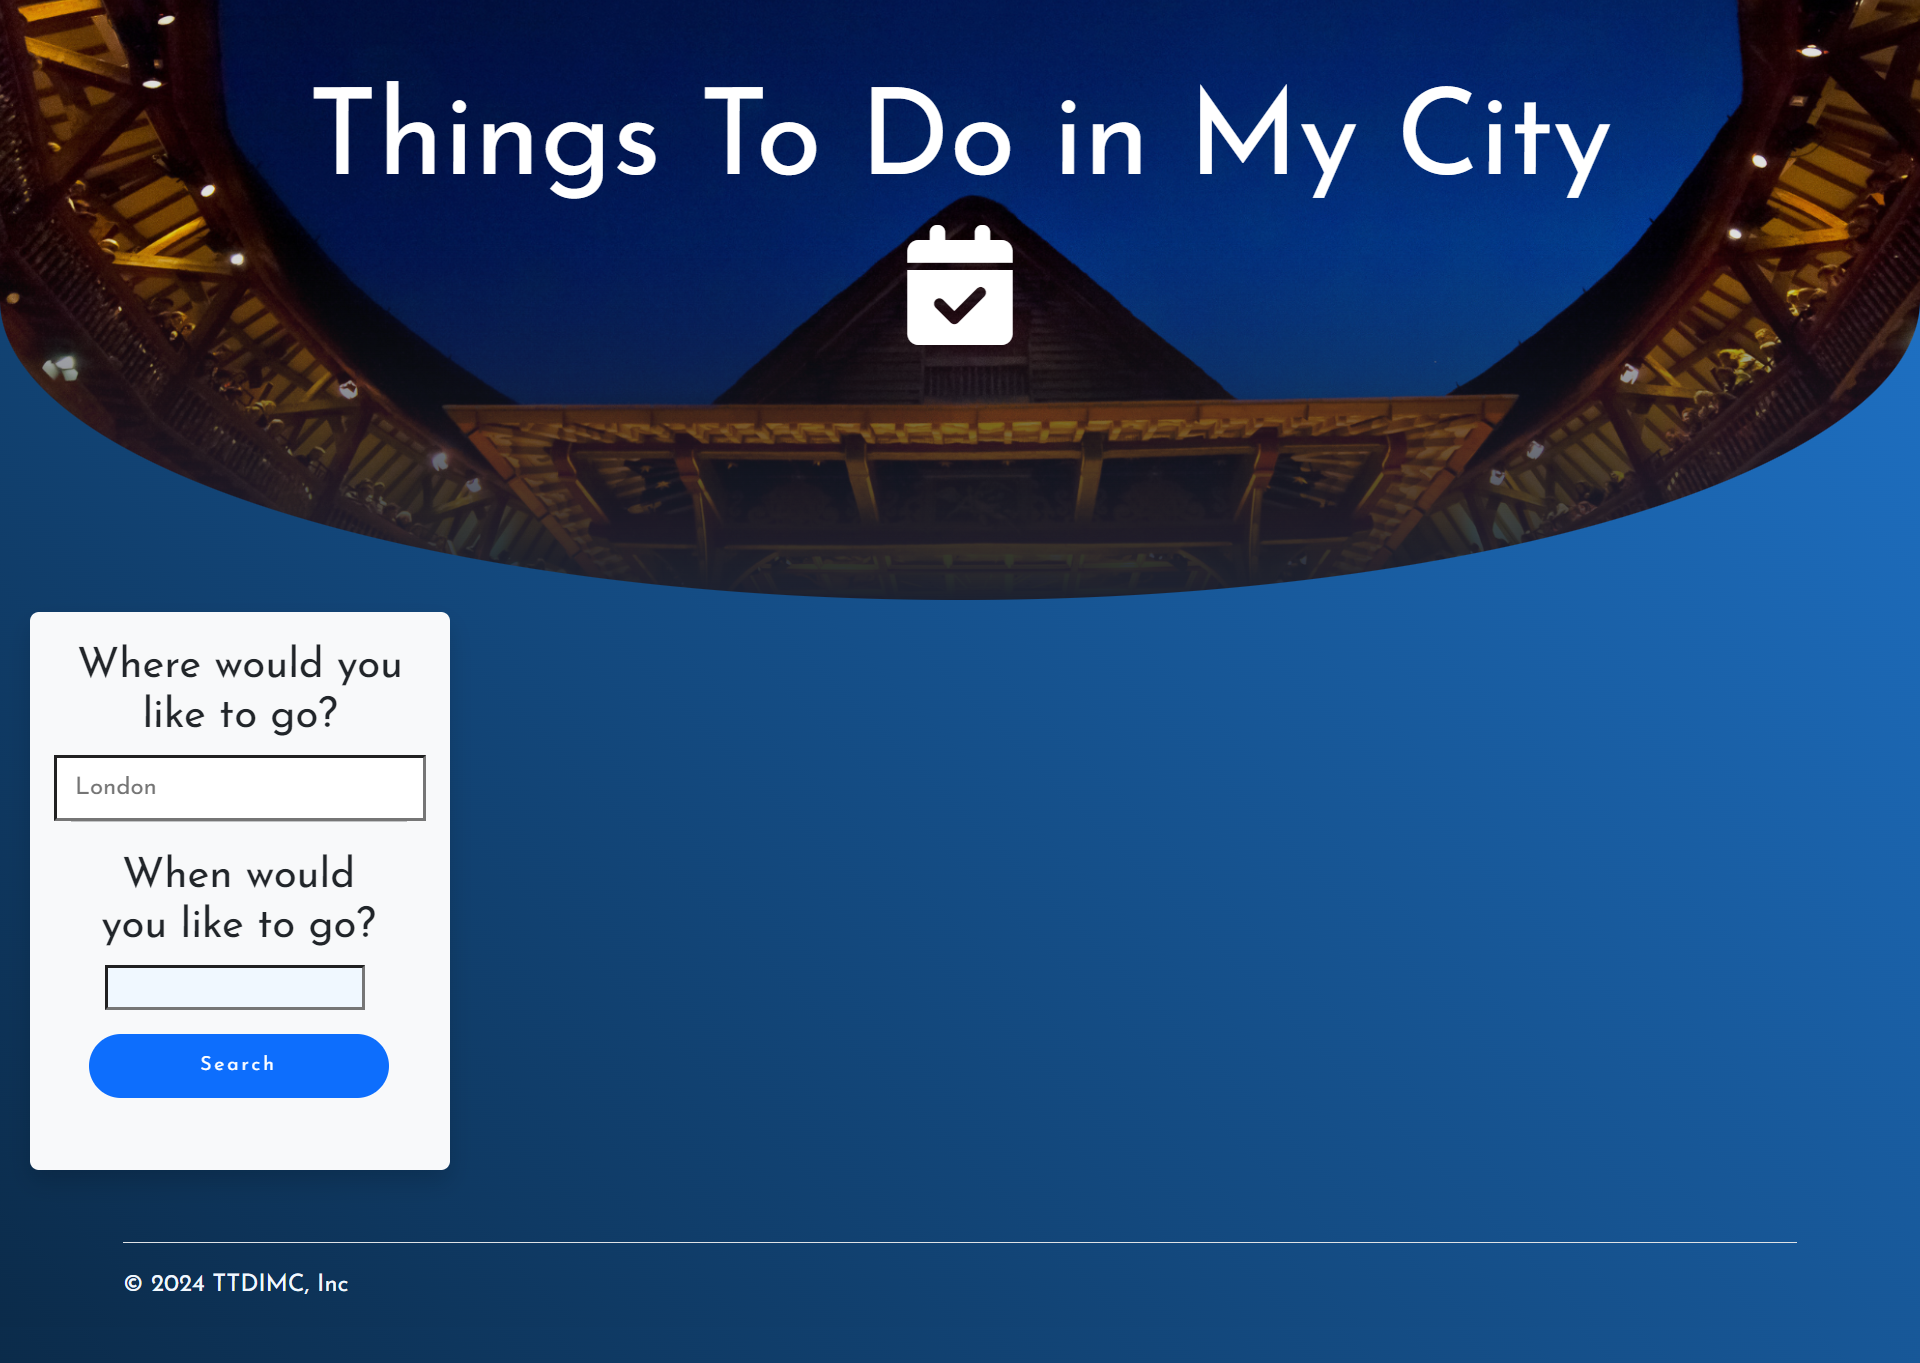 Things To Do in My City
Where would you
like to go?
London
When would
you like to go?
Search
© 2024 TTDIMC, Inc